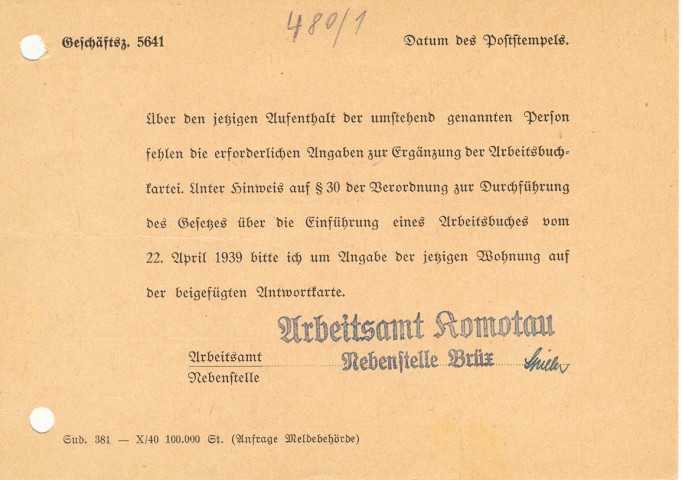 480/1
Geschäftsz. 5641
Datum des Poststempels.
Über den jetzigen Aufenthalt der umstehend genannten Person
fehlen die erforderlichen Angaben zur Ergänzung der Arbeitsbuch-
kartei. Unter Hinweis auf § 30 der Verordnung zur Durchführung
des Gesetzes über die Einführung eines Arbeitsbuches vom
22. April 1939 bitte ich um Angabe der jetzigen Wohnung auf
der beigefügten Antwortkarte.
Arbeitsamt Komotau
Arbeitsamt
Nebenstelle Brüx
Nebenstelle
Sud. 381 — X/40 100.000 St. (Anfrage Meldebehörde)